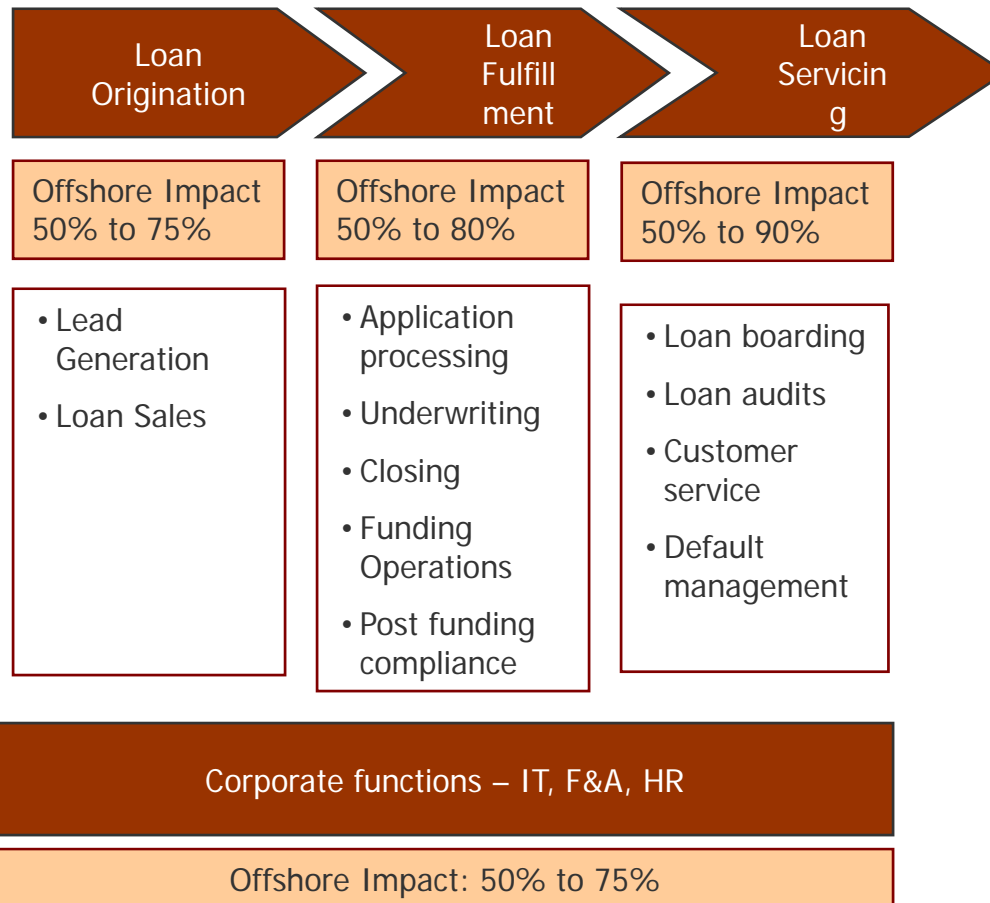 Loan
Origination
Loan
Fulfill
ment
Loan
Servicin
g
Offshore Impact
50% to 75%
Offshore Impact
50% to 80%
Offshore Impact
50% to 90%
• Lead
Generation
• Loan Sales
• Application
processing
• Underwriting
• Closing
• Funding
Operations
• Post funding
compliance
• Loan boarding
• Loan audits
• Customer
service
• Default
management
Corporate functions – IT, F&A, HR
Offshore Impact: 50% to 75%